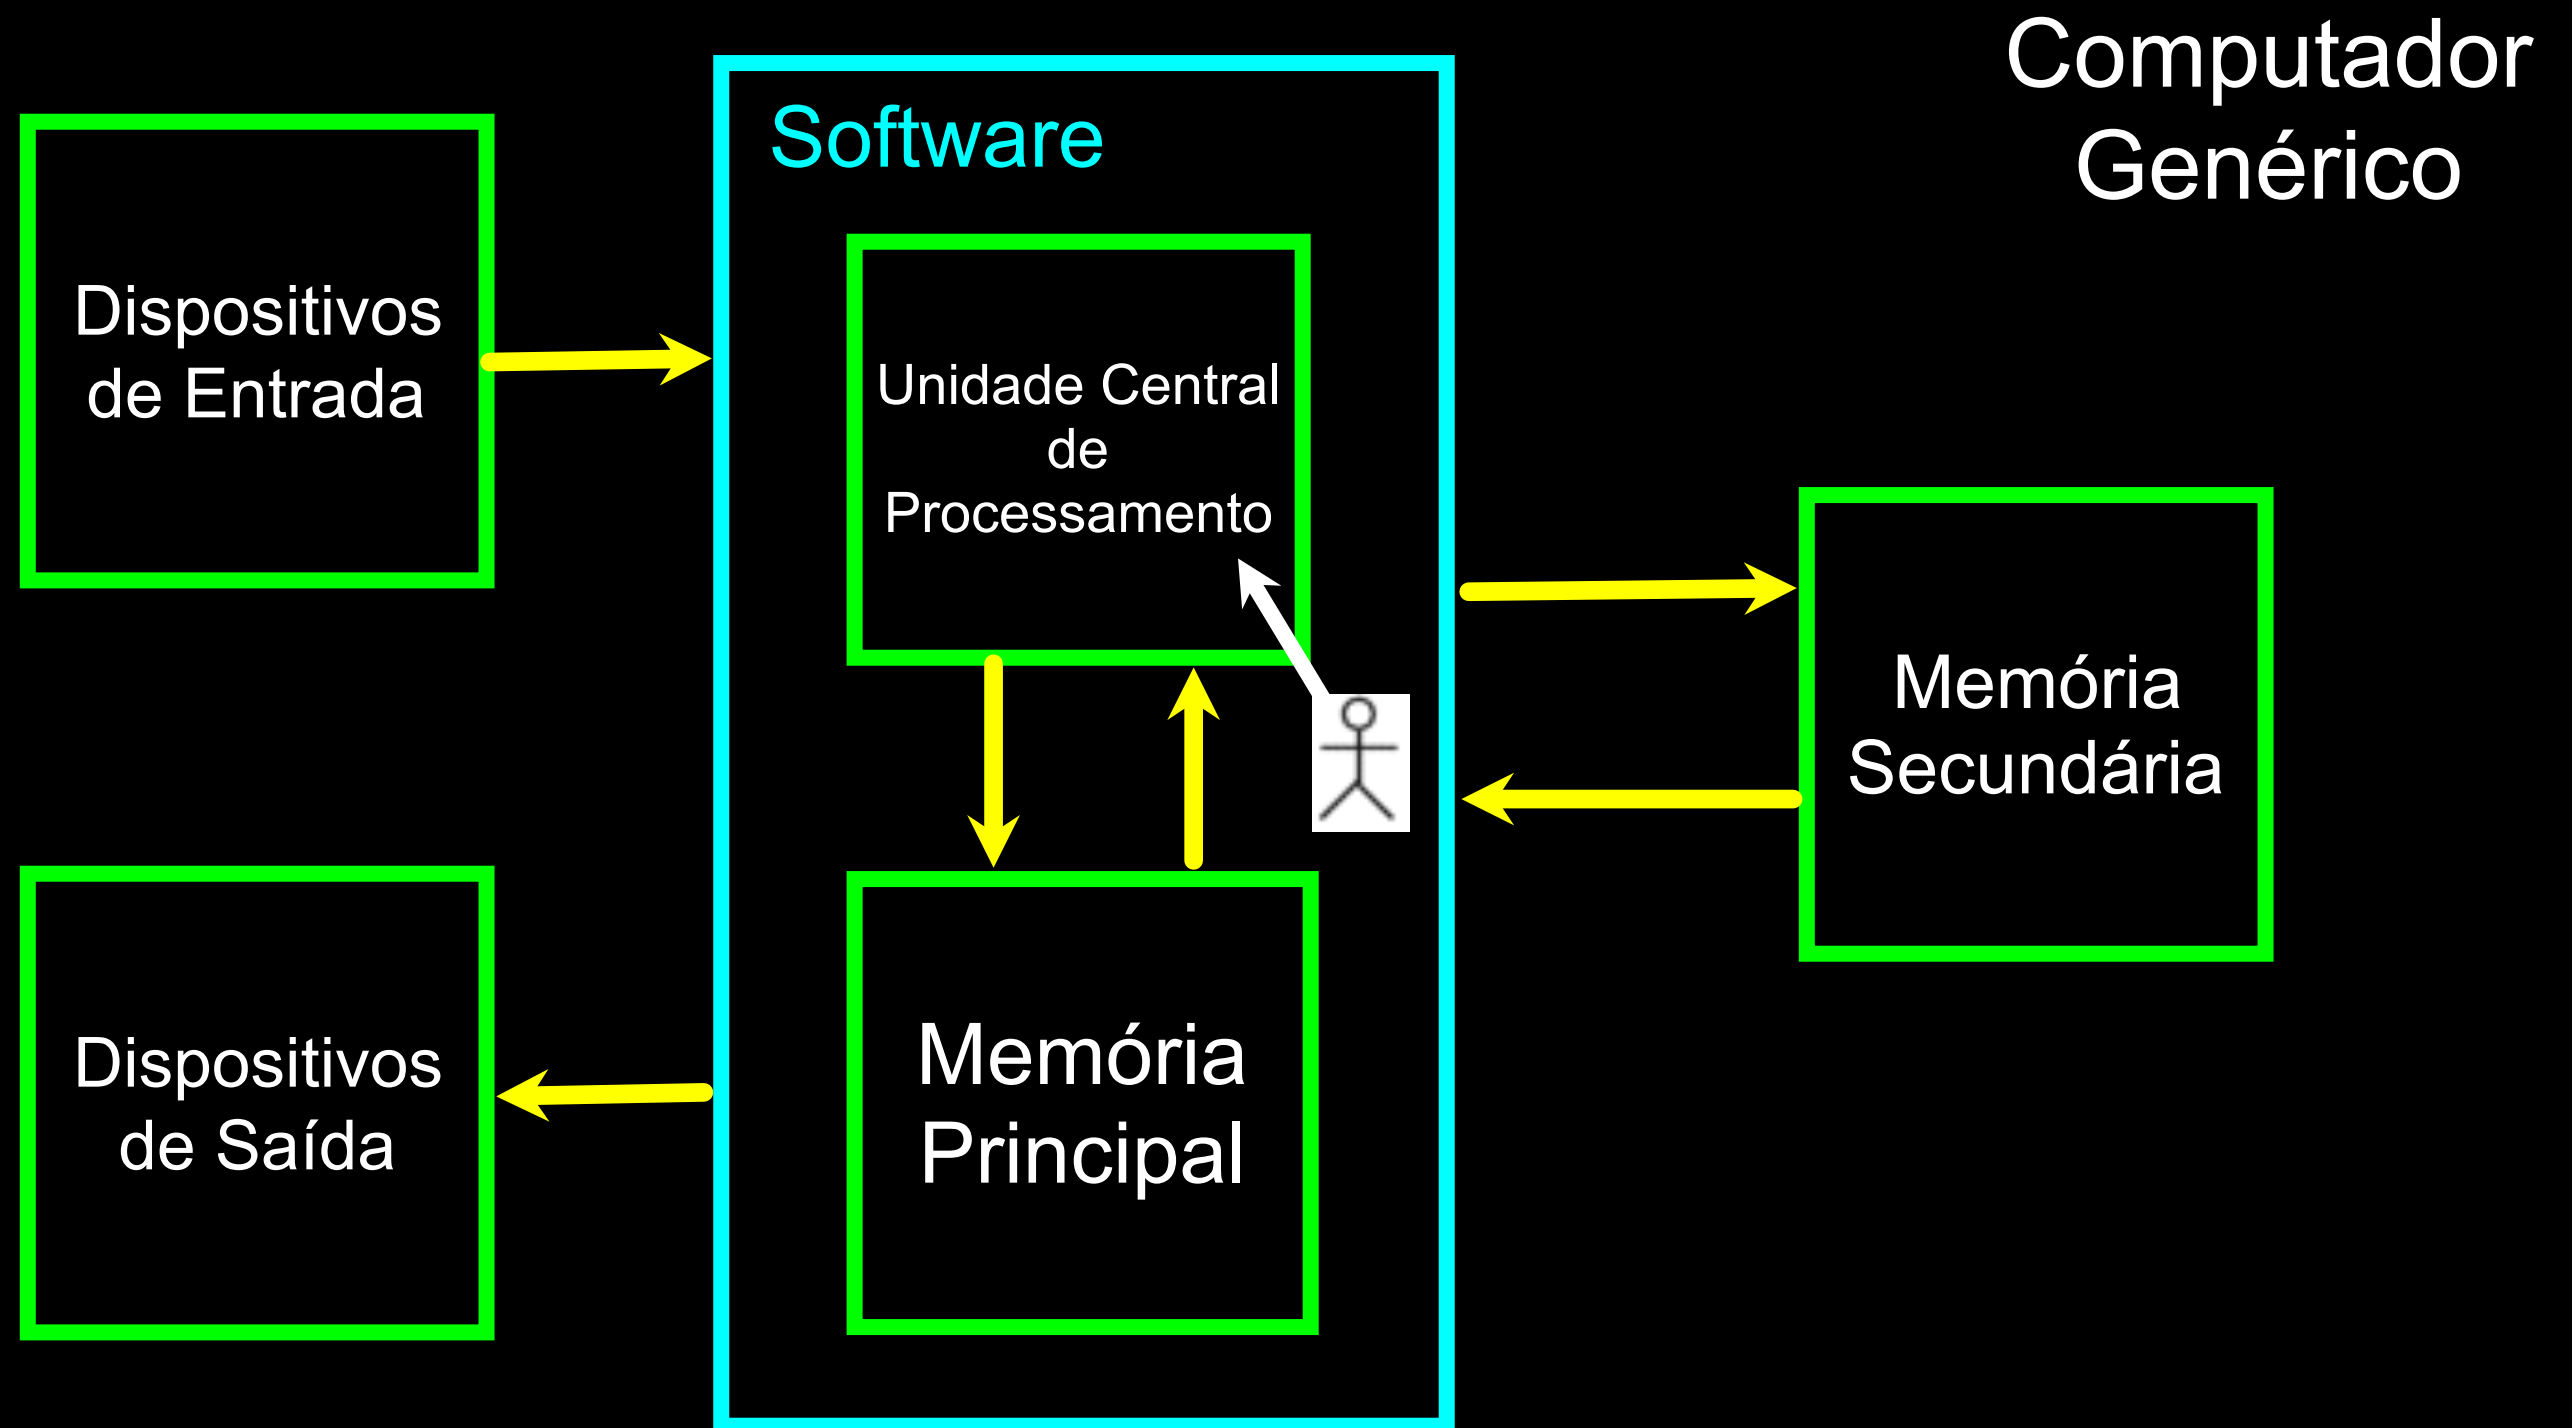 Computador
Genérico
Software
Dispositivos
de Entrada
Unidade Central
de
Processamento
Memória
Secundária
Dispositivos
de Saída
Memória
Principal